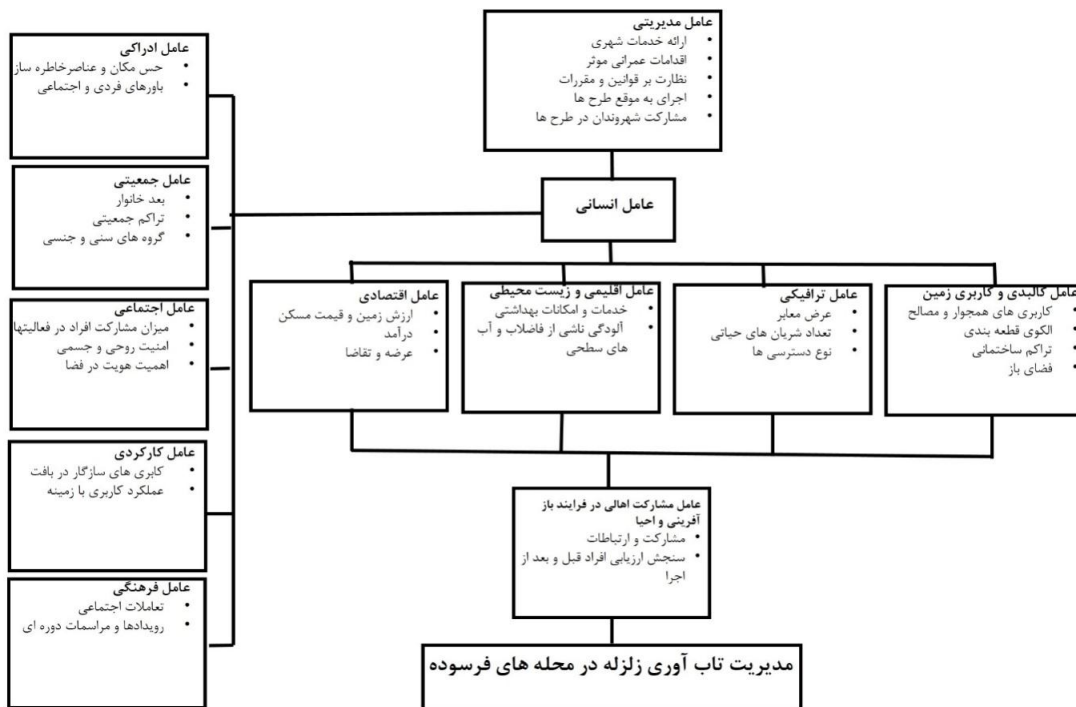 عامل مدیریتی
• ارائه خدمات شهری
• اقدامات عمرانی موثر
• نظارت بر قوانین و مقررات
• اجرای به موقع طرح ها
• مشارکت شهروندان در طرح ها
عامل انسانی
عامل ادراکی
• حس مکان و عناصرخاطره ساز
• باورهای فردی و اجتماعی
عامل جمعیتی
• بعد خانوار
• تراکم جمعیتی
• گروه های سنی و جنسی
عامل اجتماعی
• میزان مشارکت افراد در فعالیتها
• امنیت روحی و جسمی
• اهمیت هویت در فضا
عامل کارکردی
• کابری های سازگار در بافت
• عملکرد کاربری با زمینه
عامل فرهنگی
• تعاملات اجتماعی
• رویدادها و مراسمات دوره ای
عامل کالبدی و کاربری زمین
• کاربری های همجوار و مصالح
• الکوی قطعه بندی
• تراکم ساختمانی
• فضای باز
عامل ترافیکی
• عرض معابر
• تعداد شریان های حیاتی
• نوع دسترسی ها
عامل اقلیمی و زیست محیطی
• خدمات و امکانات بهداشتی
• آلودگی ناشی از فاضلاب و آب
های سطحی
عامل اقتصادی
• ارزش زمین و قیمت مسکن
• درآمد
• عرضه و تقاضا
عامل مشارکت اهالی در فرایند باز
آفرینی و احیا
• مشارکت و ارتباطات
• سنجش ارزیابی افراد قبل و بعد از
اجرا
مدیریت تاب آوری زلزله در محله های فرسوده